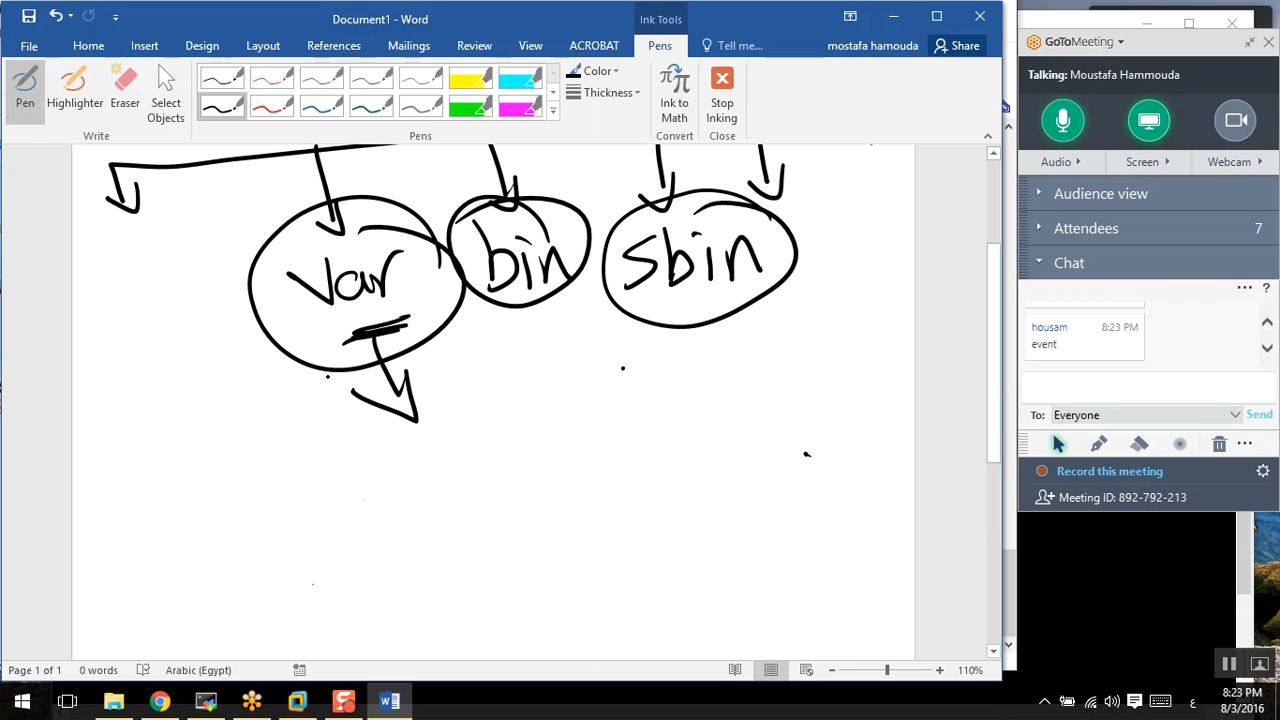 Document1 - Word
Ink Tools
File
Home
Insert
Design
Layout
References
Mailings
Review
View
ACROBAT
Pens
Tell me...
mostafa hamouda
Share
Pen
Highlighter
Eraser
Select
Objects
Color
Thickness
Ink to
Math
Stop
Inking
Write
Pens
Convert
Close
var
bin
sbin
Page 1 of 1
0 words
Arabic (Egypt)
110%
GoToMeeting
Talking: Moustafa Hammouda
Audio
Screen
Webcam
Audience view
Attendees
7
Chat
housam
8:23 PM
event
To:
Everyone
Send
Record this meeting
Meeting ID: 892-792-213
ع
8:23 PM
8/3/2016